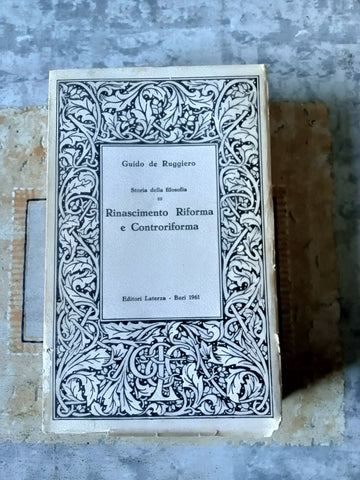 Guido de Ruggiero
Storia della filosofia
III
Rinascimento Riforma
e Controriforma
Editori Laterza - Bari 1961